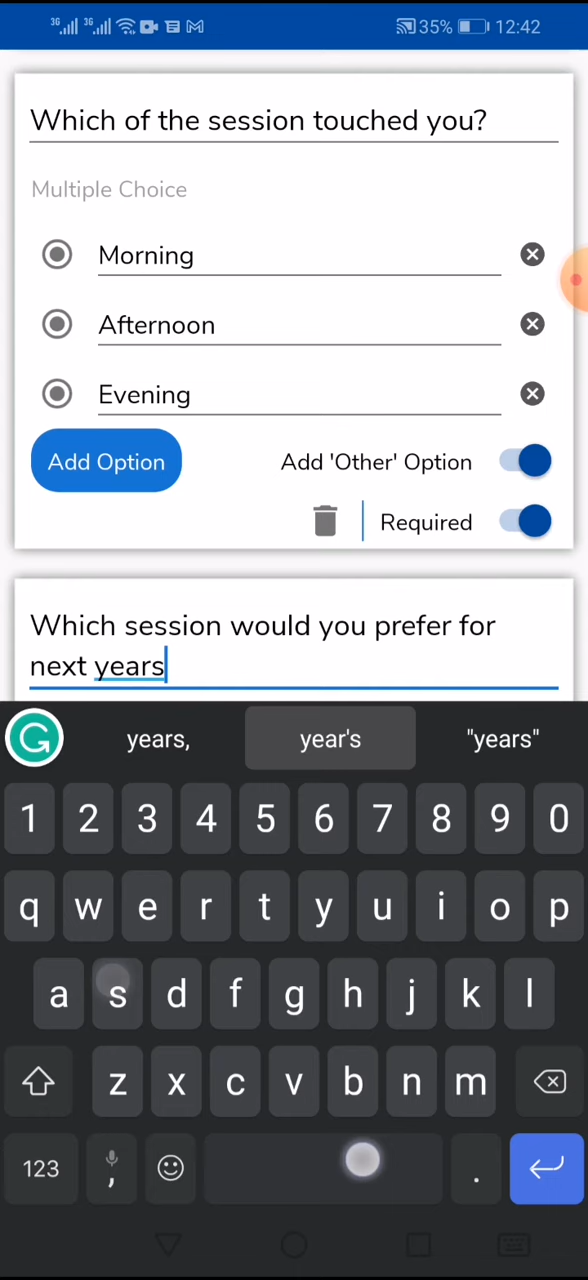 3G 3G 35% 12:42
Which of the session touched you?
Multiple Choice
Morning
Afternoon
Evening
Add Option Add 'Other' Option
Required
Which session would you prefer for
next years
years, year's "years"
1 2 3 4 5 6 7 8 9 0
q w e r t y u i o p
a s d f g h j k l
z x c v b n m
123 , .